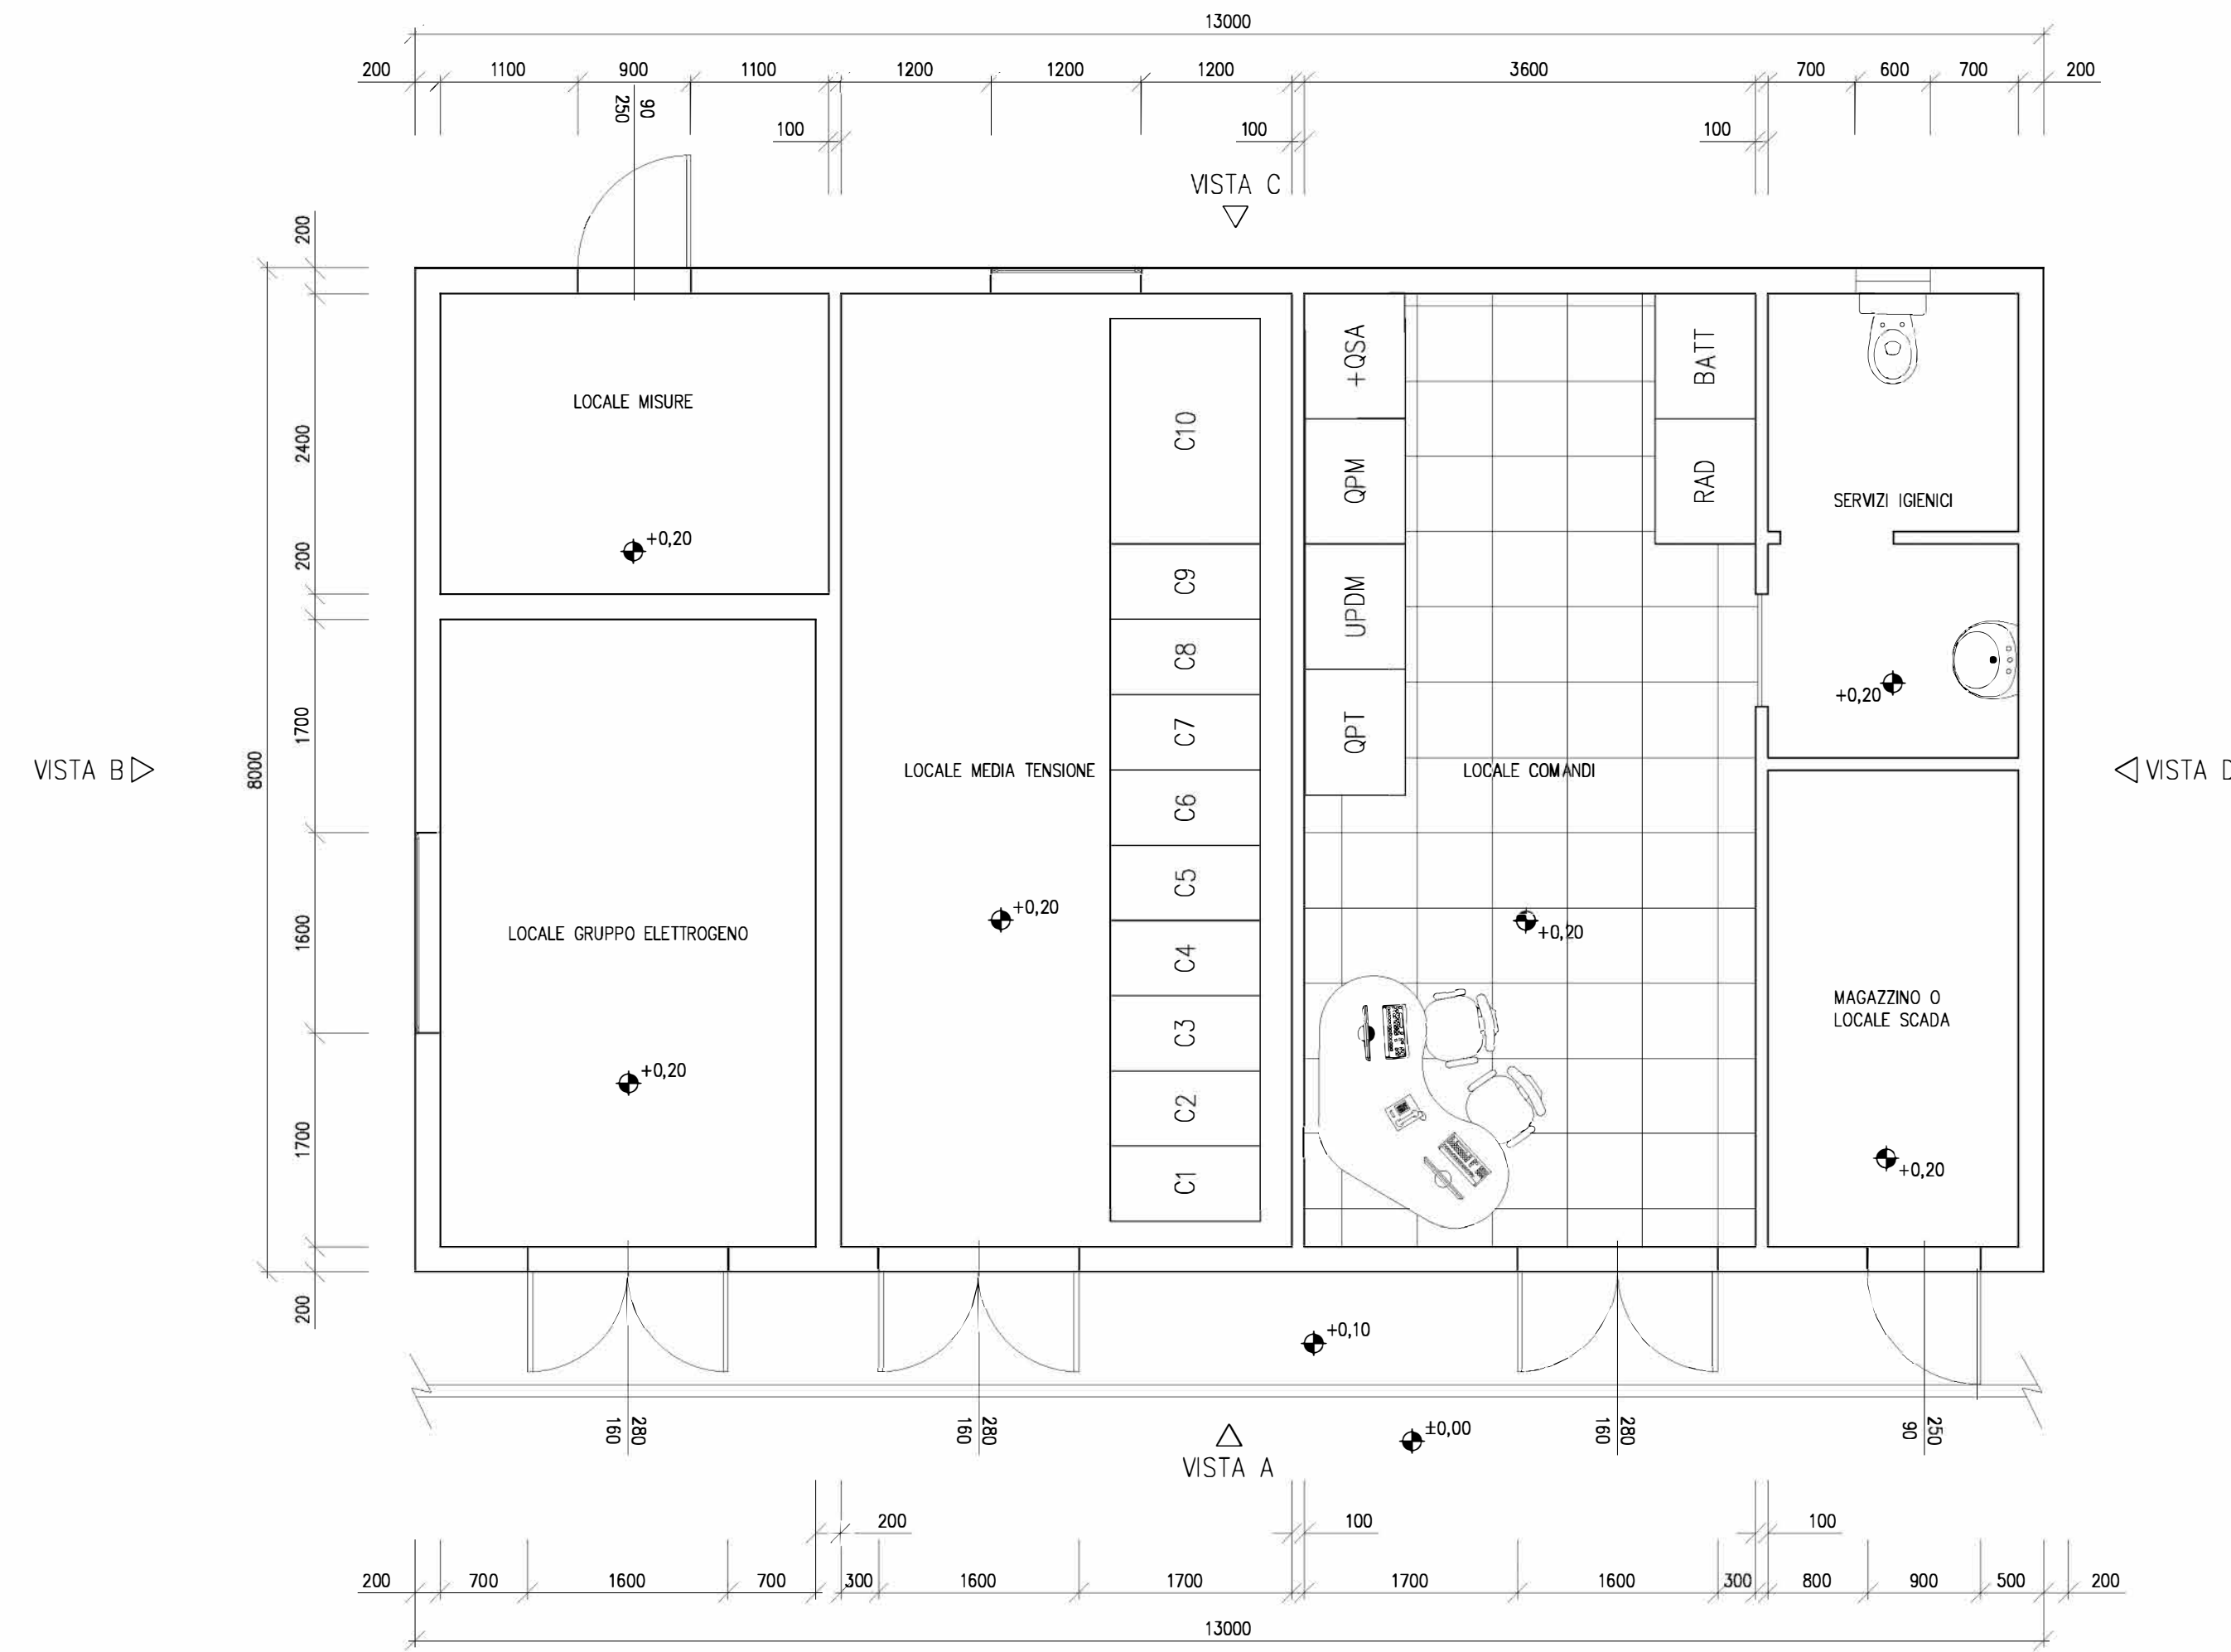 13000
200 1100 900 1100 1200 1200 1200 3600 700 600 700 200
90
250
100 100 100
VISTA C
200
2400
200
1700
1600
1700
200
8000
VISTA B
VISTA D
LOCALE MISURE
+0,20
LOCALE GRUPPO ELETTROGENO
+0,20
LOCALE MEDIA TENSIONE
+0,20
C10
C9
C8
C7
C6
C5
C4
C3
C2
C1
+QSA
QPM
UPDM
QPT
BATT
RAD
LOCALE COMANDI
+0,20
SERVIZI IGIENICI
+0,20
MAGAZZINO O
LOCALE SCADA
+0,20
+0,10
±0,00
280
160
280
160
280
160
250
90
VISTA A
200 100 100
200 700 1600 700 300 1600 1700 1700 1600 300 800 900 500 200
13000